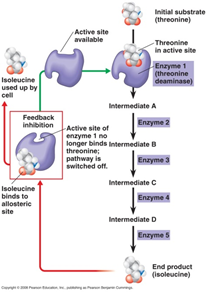 Initial substrate
(threonine)
Active site
available
Threonine
in active site
Enzyme 1
(threonine
deaminase)
Isoleucine
used up by
cell
Intermediate A
Feedback
inhibition
Enzyme 2
Active site of
enzyme 1 no
longer binds
threonine;
pathway is
switched off.
Intermediate B
Enzyme 3
Intermediate C
Isoleucine
binds to
allosteric
site
Enzyme 4
Intermediate D
Enzyme 5
End product
(isoleucine)
Copyright © 2008 Pearson Education, Inc., publishing as Pearson Benjamin Cummings.